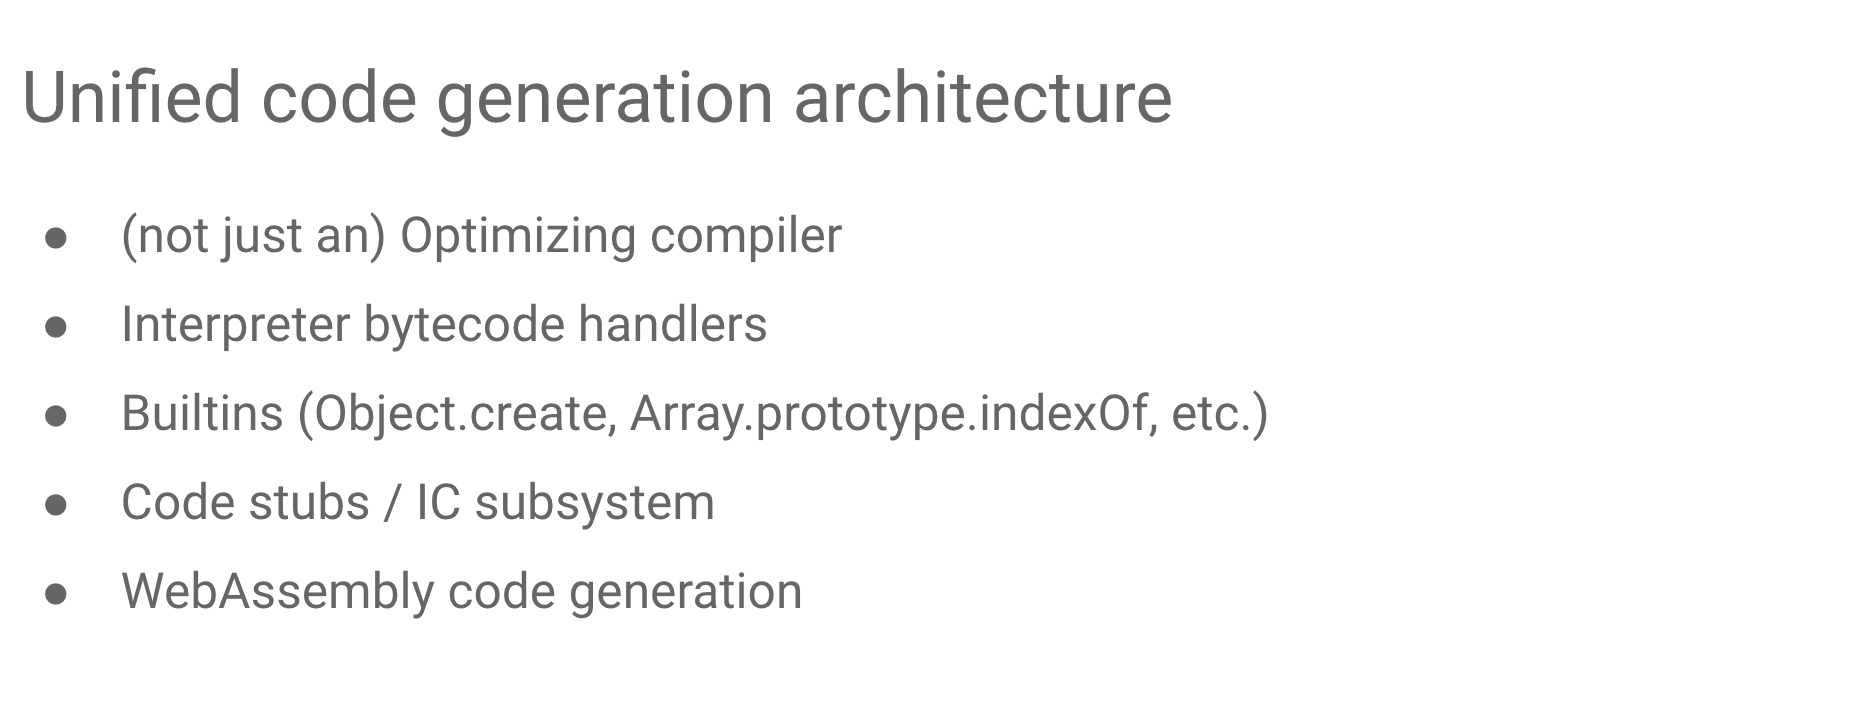 Unified code generation architecture
● (not just an) Optimizing compiler
● Interpreter bytecode handlers
● Builtins (Object.create, Array.prototype.indexOf, etc.)
● Code stubs / IC subsystem
● WebAssembly code generation